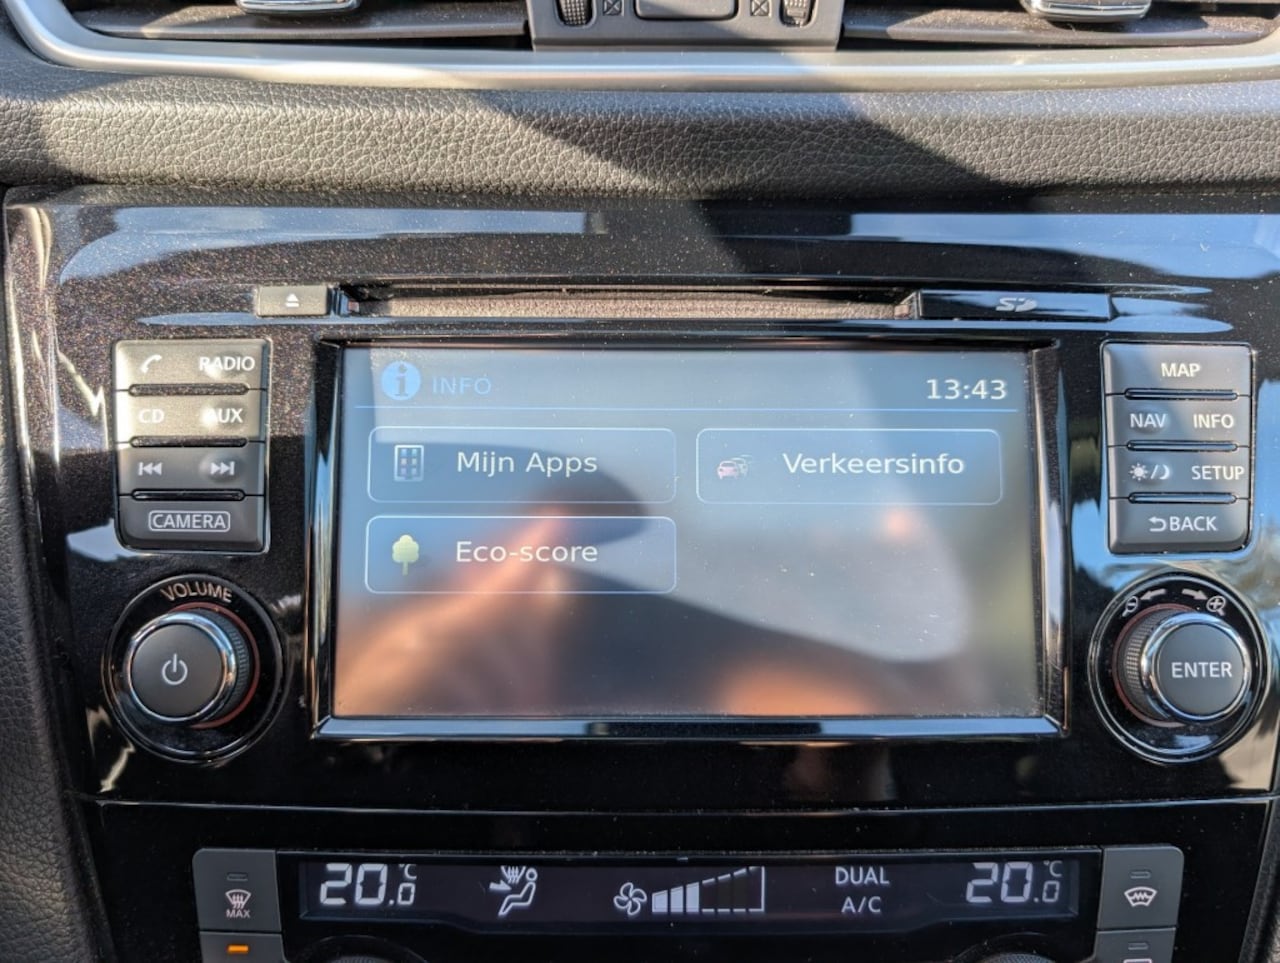 SD
RADIO
CD AUX
CAMERA
VOLUME
INFO
13:43
Mijn Apps
Verkeersinfo
Eco-score
MAP
NAV INFO
SETUP
BACK
ENTER
20.0 °C
DUAL
A/C
20.0 °C
MAX